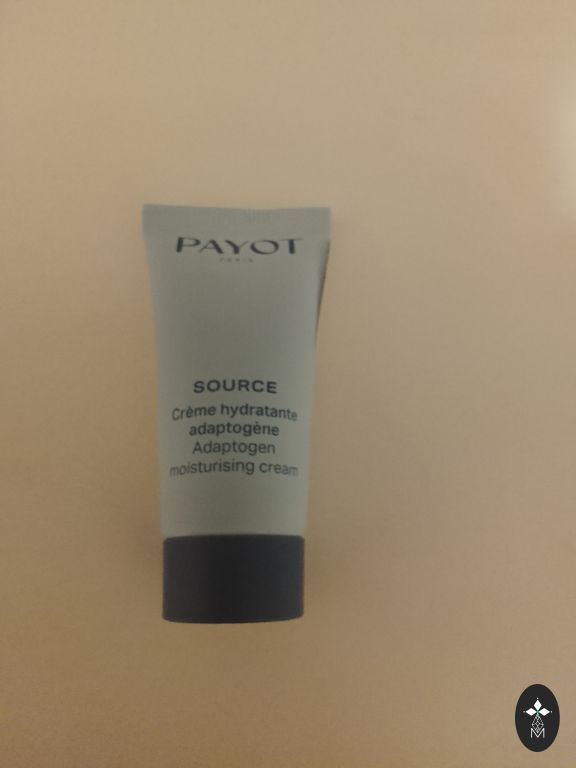 PAYOT
PARIS
SOURCE
Crème hydratante
adaptogène
Adaptogen
moisturising cream
M